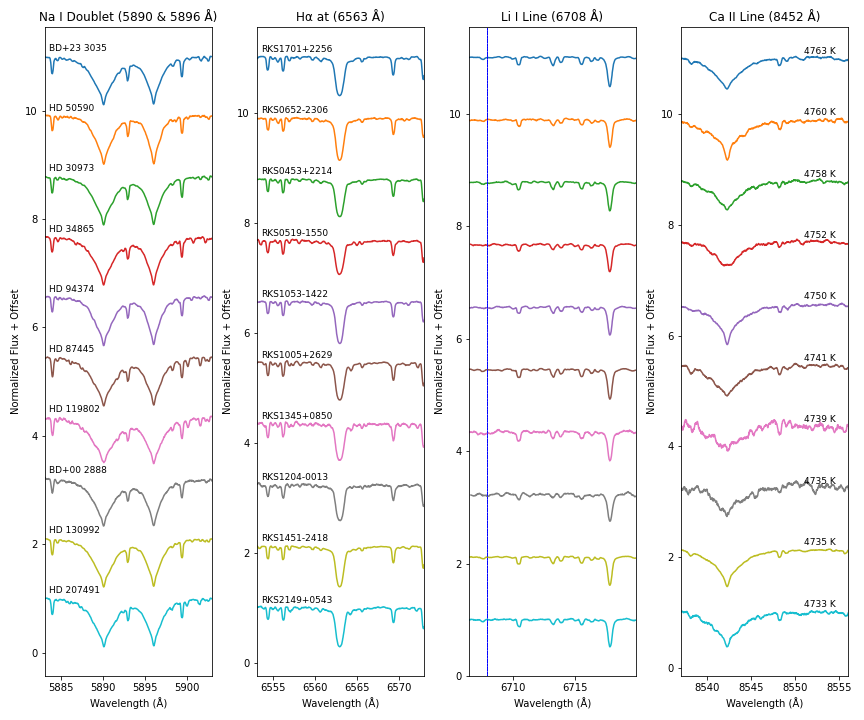 Na I Doublet (5890 & 5896 Å)
Hα at (6563 Å)
Li I Line (6708 Å)
Ca II Line (8452 Å)
BD+23 3035
HD 50590
HD 30973
HD 34865
HD 94374
HD 87445
HD 119802
BD+00 2888
HD 130992
HD 207491
RKS1701+2256
RKS0652-2306
RKS0453+2214
RKS0519-1550
RKS1053-1422
RKS1005+2629
RKS1345+0850
RKS1204-0013
RKS1451-2418
RKS2149+0543
4763 K
4760 K
4758 K
4752 K
4750 K
4741 K
4739 K
4735 K
4735 K
4733 K
Normalized Flux + Offset
10
8
6
4
2
0
5885 5890 5895 5900
Wavelength (Å)
Normalized Flux + Offset
10
8
6
4
2
0
6555 6560 6565 6570
Wavelength (Å)
Normalized Flux + Offset
10
8
6
4
2
0
6710 6715
Wavelength (Å)
Normalized Flux + Offset
10
8
6
4
2
0
8540 8545 8550 8555
Wavelength (Å)